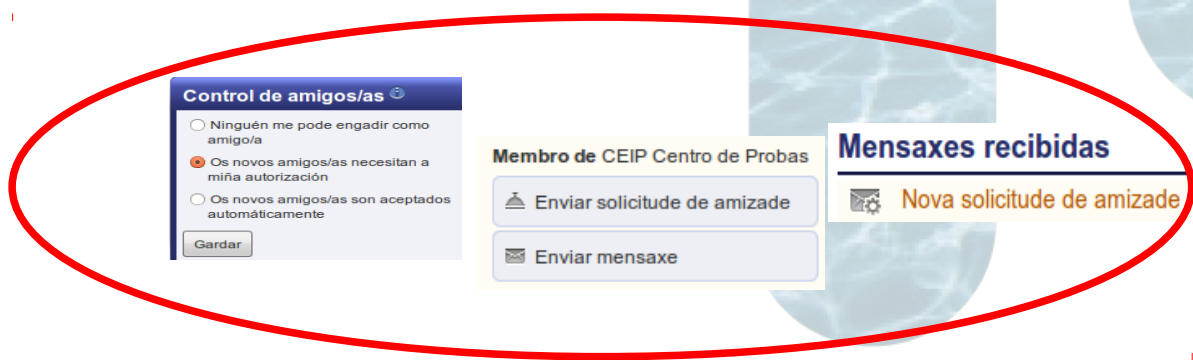 Control de amigos/as
Ninguén me pode engadir como
amigo/a
Os novos amigos/as necesitan a
miña autorización
Os novos amigos/as son aceptados
automáticamente
Gardar
Membro de CEIP Centro de Probas
Enviar solicitude de amizade
Enviar mensaxe
Mensaxes recibidas
Nova solicitude de amizade